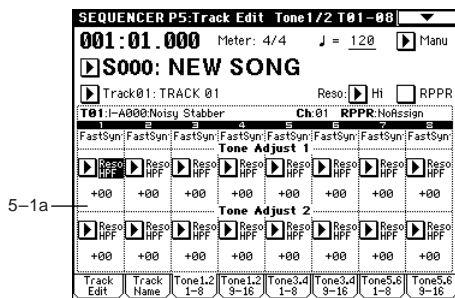 SEQUENCER P5:Track Edit Tone1/2 T01-08
001:01.000 Meter: 4/4 ♩= 120 Manu
S000: NEW SONG
Track01: TRACK 01 Reso: Hi RPPR
T01:I-A000:Noisy Stabber Ch:01 RPPR:NoAssign
1 2 3 4 5 6 7 8
FastSyn FastSyn FastSyn FastSyn FastSyn FastSyn FastSyn FastSyn
Tone Adjust 1
Reso Reso Reso Reso Reso Reso Reso Reso
HPF HPF HPF HPF HPF HPF HPF HPF
+00 +00 +00 +00 +00 +00 +00 +00
5–1a
Tone Adjust 2
Reso Reso Reso Reso Reso Reso Reso Reso
HPF HPF HPF HPF HPF HPF HPF HPF
+00 +00 +00 +00 +00 +00 +00 +00
Track Track Tone1.2 Tone1.2 Tone3.4 Tone3.4 Tone5.6 Tone5.6
Edit Name 1-8 9-16 1-8 9-16 1-8 9-16